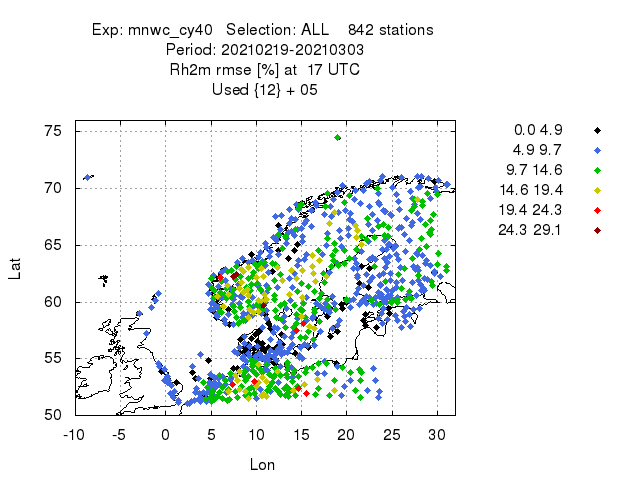 Exp: mnwc_cy40 Selection: ALL 842 stations
Period: 20210219-20210303
Rh2m rmse [%] at 17 UTC
Used {12} + 05
75
70
65
60
55
50
-10 -5 0 5 10 15 20 25 30
Lat
Lon
0.0 4.9
4.9 9.7
9.7 14.6
14.6 19.4
19.4 24.3
24.3 29.1